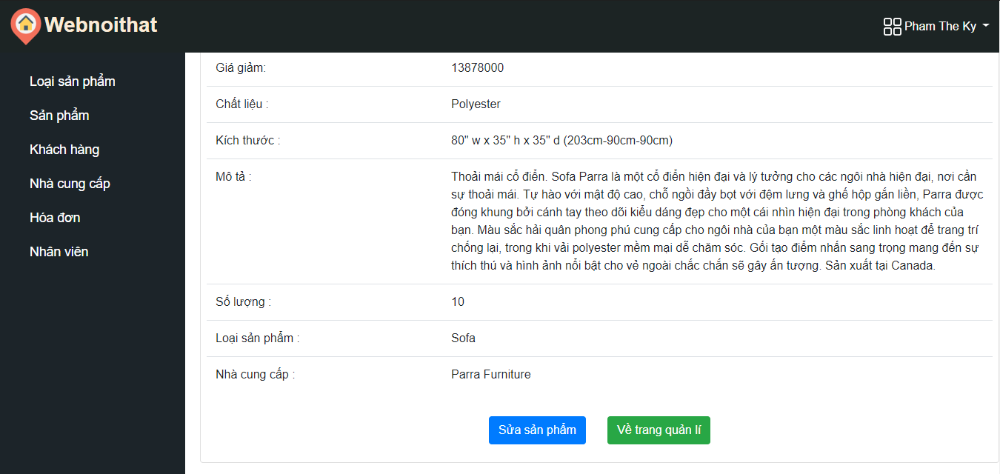 Webnoithat
Pham The Ky
Loại sản phẩm
Sản phẩm
Khách hàng
Nhà cung cấp
Hóa đơn
Nhân viên
Giá giảm: 13878000
Chất liệu : Polyester
Kích thước : 80" w x 35" h x 35" d (203cm-90cm-90cm)
Mô tả : Thoải mái cổ điển. Sofa Parra là một cổ điển hiện đại và lý tưởng cho các ngôi nhà hiện đại, nơi cần
sự thoải mái. Tự hào với mật độ cao, chỗ ngồi đầy bọt với đệm lưng và ghế hộp gắn liền, Parra được
đóng khung bởi cánh tay theo dõi kiểu dáng đẹp cho một cái nhìn hiện đại trong phòng khách của
bạn. Màu sắc hải quân phong phú cung cấp cho ngôi nhà của bạn một màu sắc linh hoạt để trang trí
chống lại, trong khi vải polyester mềm mại dễ chăm sóc. Gối tạo điểm nhấn sang trọng mang đến sự
thích thú và hình ảnh nổi bật cho vẻ ngoài chắc chắn sẽ gây ấn tượng. Sản xuất tại Canada.
Số lượng : 10
Loại sản phẩm : Sofa
Nhà cung cấp : Parra Furniture
Sửa sản phẩm
Về trang quản lí